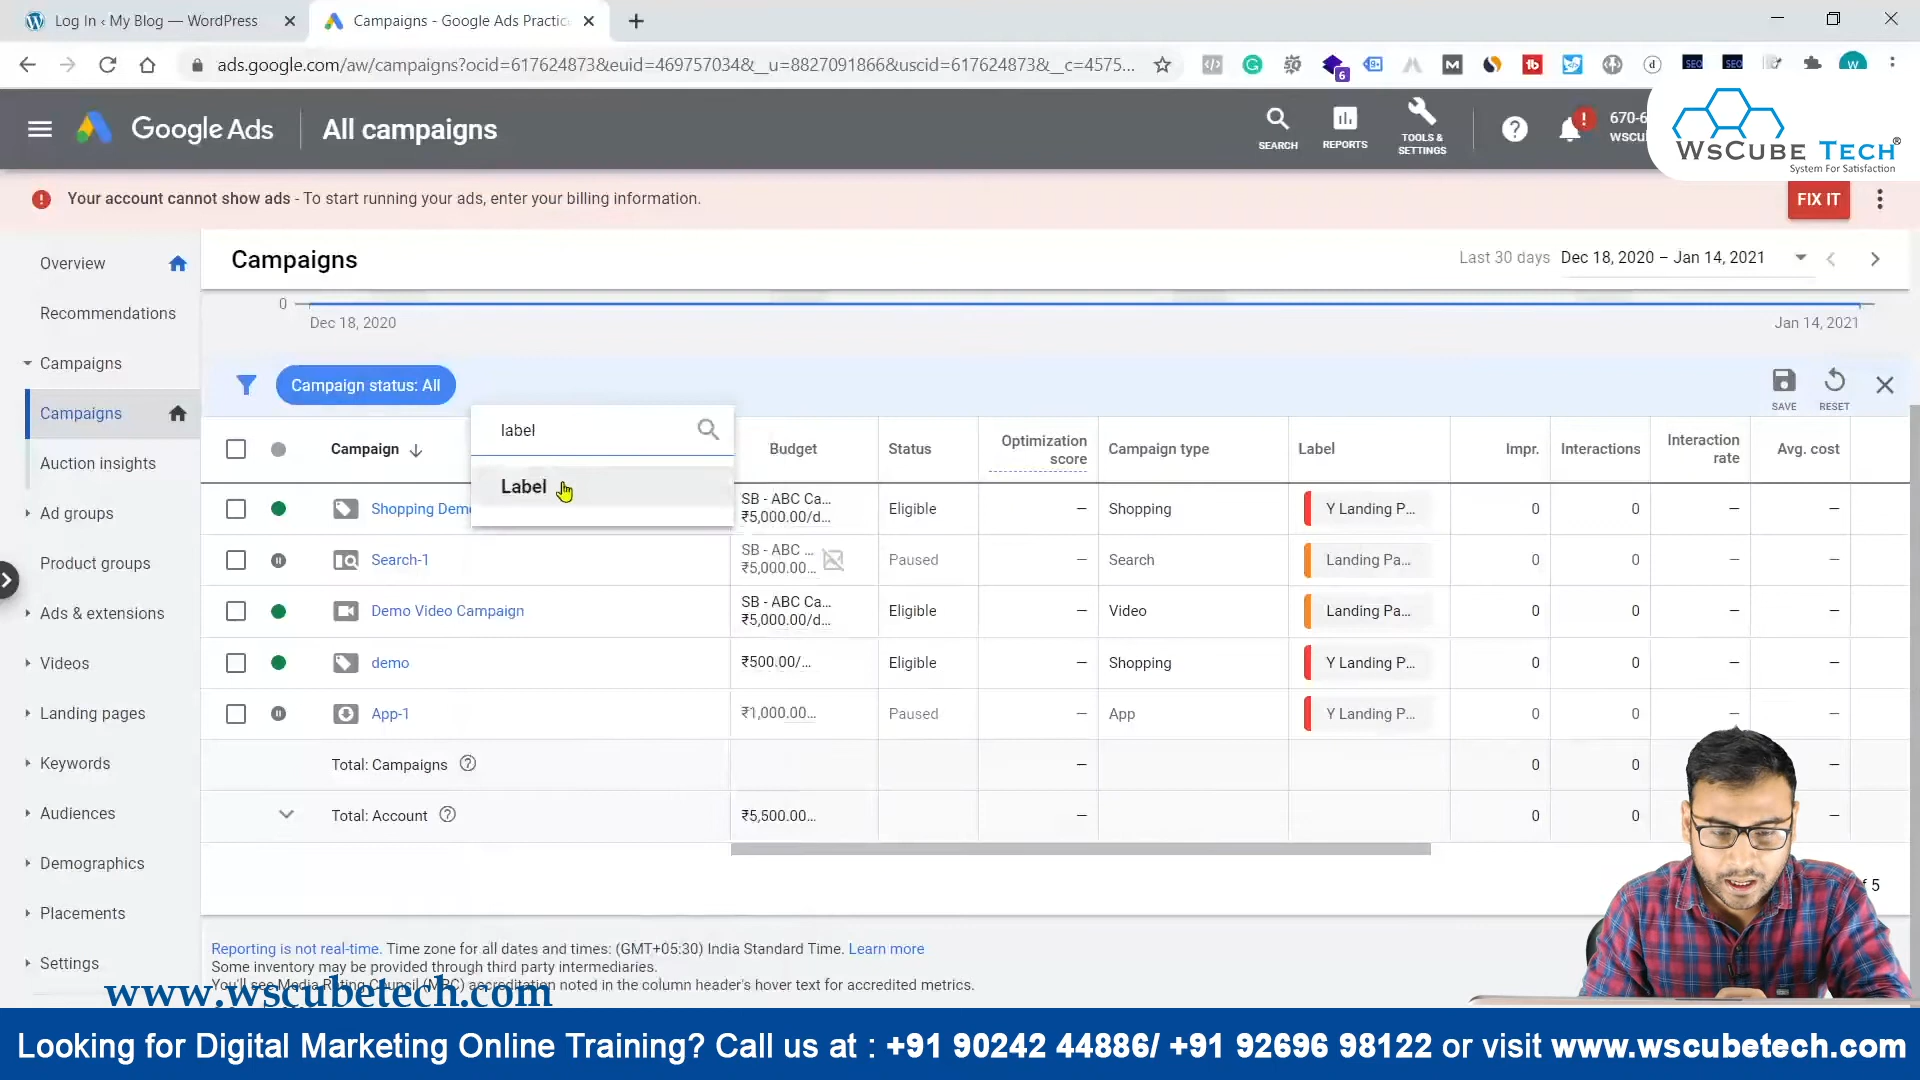 Log In ‹ My Blog — WordPress
Campaigns - Google Ads Practic
ads.google.com/aw/campaigns?ocid=617624873&euid=469757034&__u=8827091866&uscid=617624873&__c=4575...
Google Ads
All campaigns
SEARCH
REPORTS
TOOLS & SETTINGS
670-6
WsCube Tech®
System For Satisfaction
Your account cannot show ads - To start running your ads, enter your billing information.
FIX IT
Overview
Recommendations
Campaigns
Campaigns
Auction insights
Ad groups
Product groups
Ads & extensions
Videos
Landing pages
Keywords
Audiences
Demographics
Placements
Settings
Campaigns
Last 30 days Dec 18, 2020 – Jan 14, 2021
0
Dec 18, 2020
Jan 14, 2021
Campaign status: All
SAVE
RESET
label
Label
Campaign Budget Status Optimization score Campaign type Label Impr. Interactions Interaction rate Avg. cost
Shopping Dem SB - ABC Ca... ₹5,000.00/d... Eligible — Shopping Y Landing P... 0 0 — —
Search-1 SB - ABC ... ₹5,000.00... Paused — Search Landing Pa... 0 0 — —
Demo Video Campaign SB - ABC Ca... ₹5,000.00/d... Eligible — Video Landing Pa... 0 0 — —
demo ₹500.00/... Eligible — Shopping Y Landing P... 0 0 — —
App-1 ₹1,000.00... Paused — App Y Landing P... 0 0 — —
Total: Campaigns — 0 0 —
Total: Account ₹5,500.00... — 0 0 —
f 5
Reporting is not real-time. Time zone for all dates and times: (GMT+05:30) India Standard Time. Learn more
Some inventory may be provided through third party intermediaries.
You'll see Media Rating Council (MRC) accreditation noted in the column header's hover text for accredited metrics.
www.wscubetech.com
Looking for Digital Marketing Online Training? Call us at : +91 90242 44886/ +91 92696 98122 or visit www.wscubetech.com